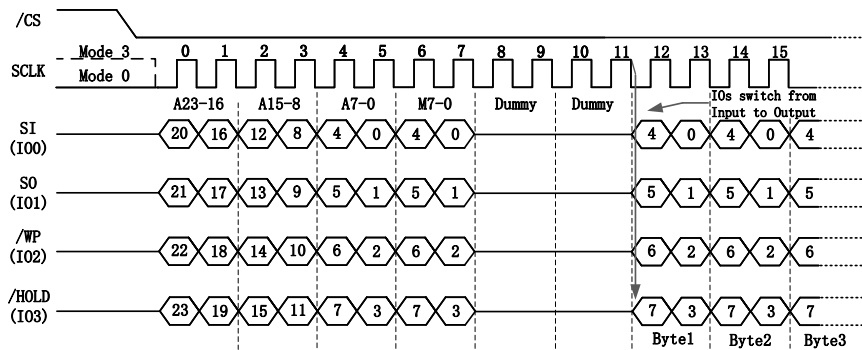 /CS
Mode 3 0 1 2 3 4 5 6 7 8 9 10 11 12 13 14 15
SCLK
Mode 0
A23-16 A15-8 A7-0 M7-0 Dummy Dummy
IOs switch from
Input to Output
SI
(IO0)
20 16 12 8 4 0 4 0 4 0 4 0 4
SO
(IO1)
21 17 13 9 5 1 5 1 5 1 5 1 5
/WP
(IO2)
22 18 14 10 6 2 6 2 6 2 6 2 6
/HOLD
(IO3)
23 19 15 11 7 3 7 3 7 3 7 3 7
Byte1 Byte2 Byte3